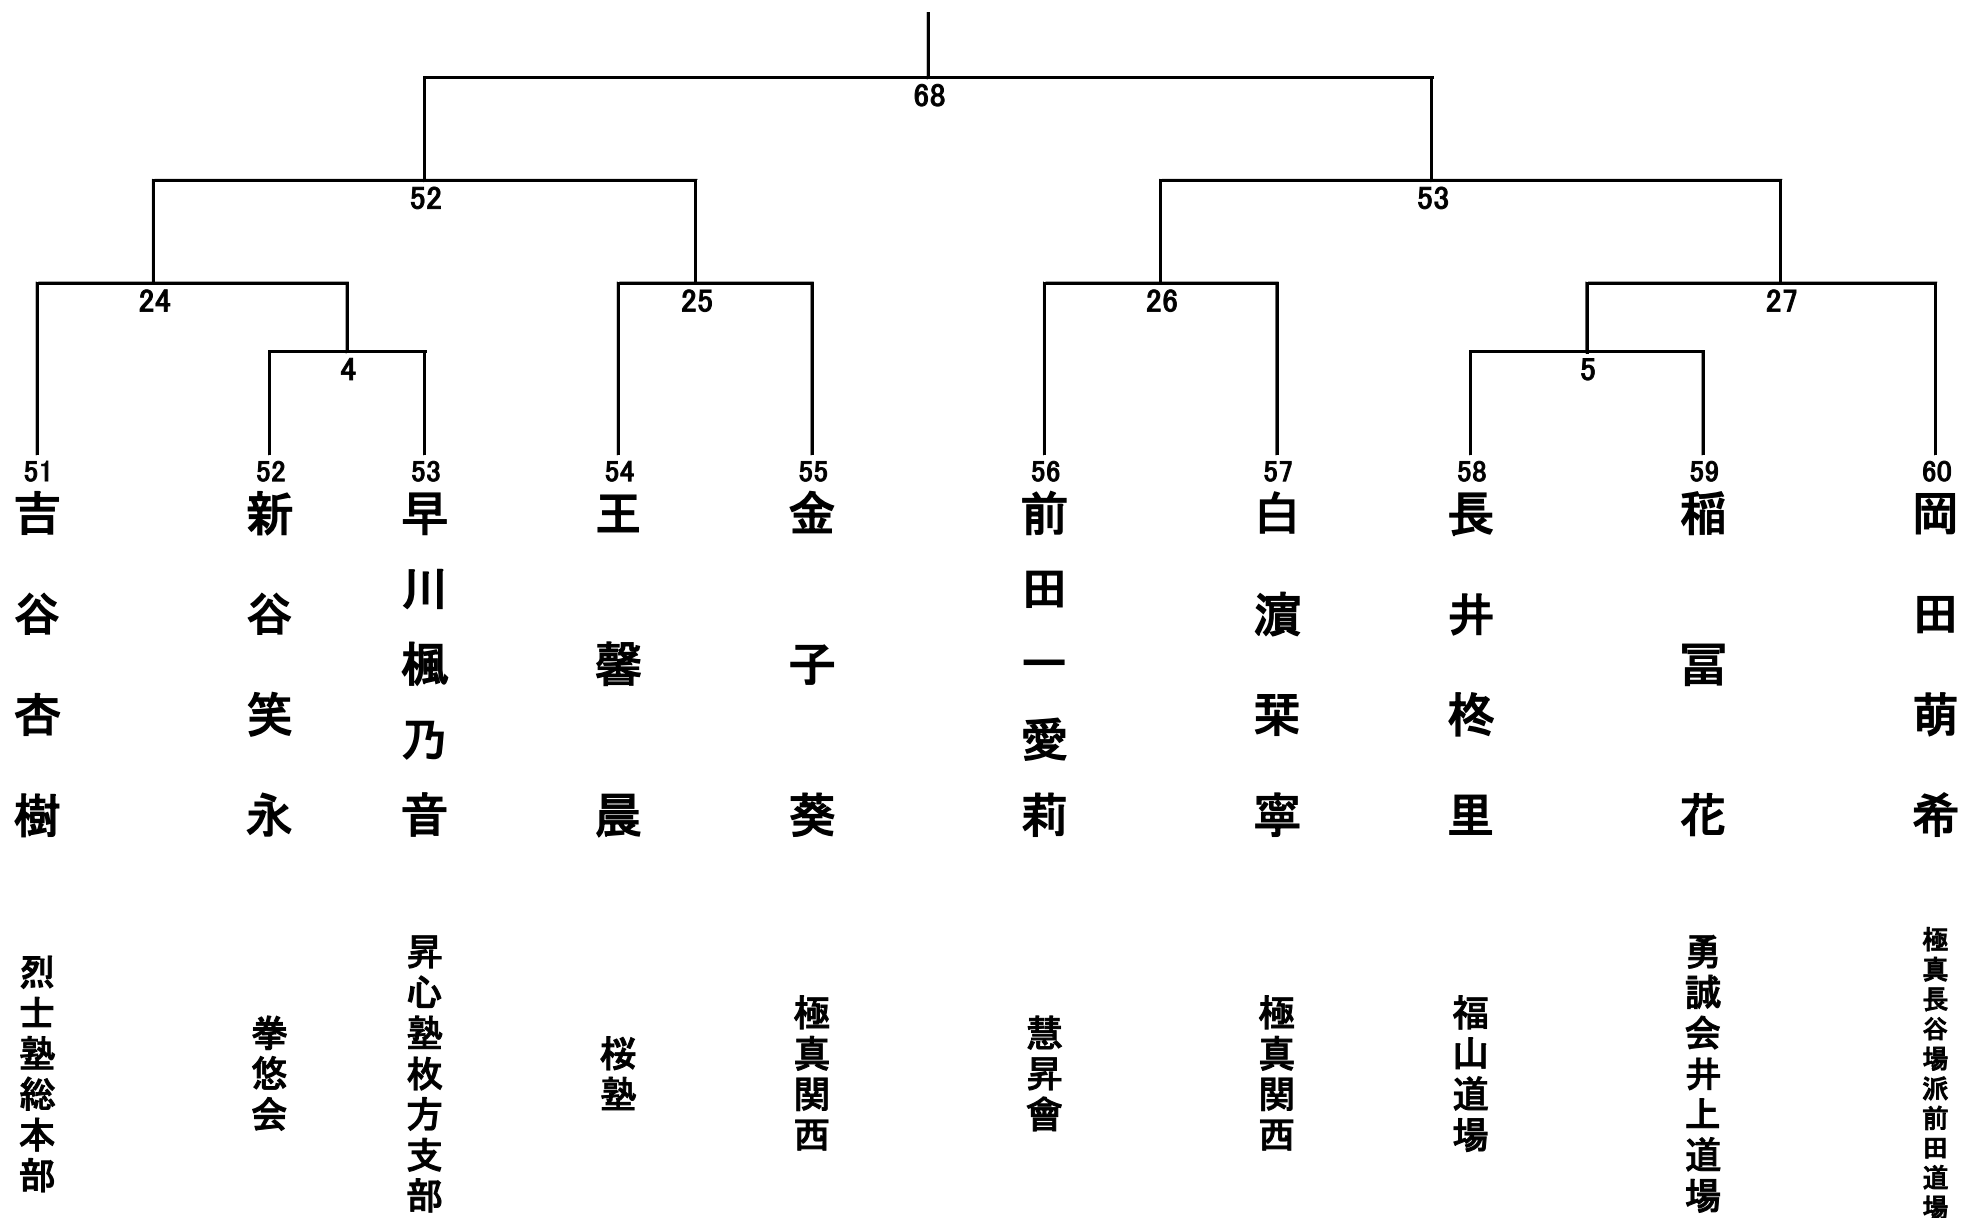 68
52
53
24
25
26
27
4
5
51
52
53
54
55
56
57
58
59
60
吉谷杏樹
新谷笑永
早川楓乃音
王馨晨
金子葵
前田一愛莉
白濵栞寧
長井柊里
稲冨花
岡田萌希
烈士塾総本部
拳悠会
昇心塾枚方支部
桜塾
極真関西
慧昇會
極真関西
福山道場
勇誠会井上道場
極真長谷場派前田道場